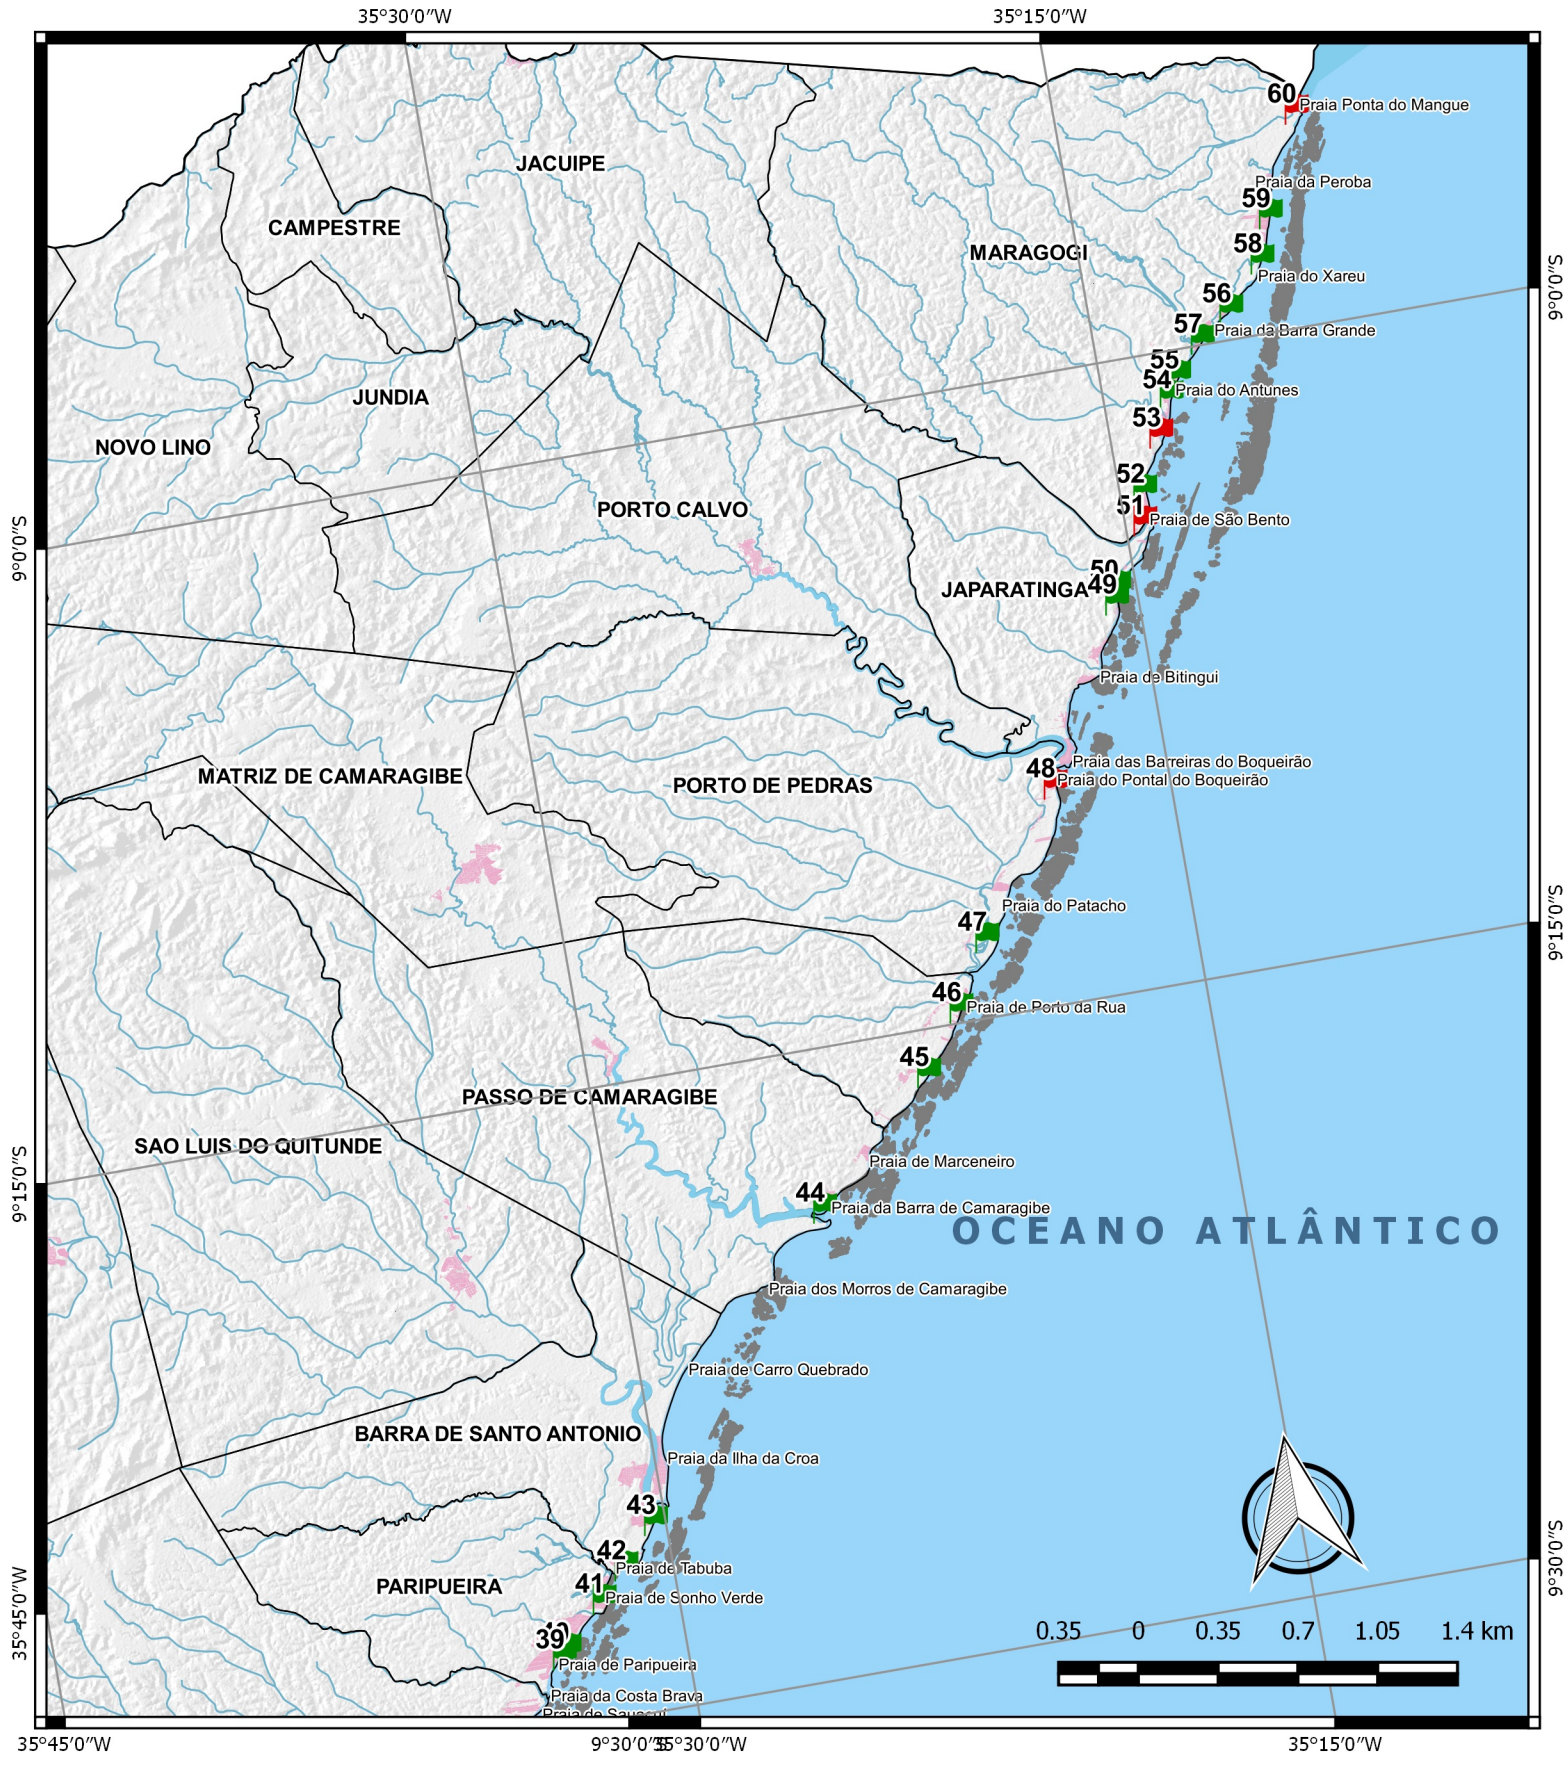 35°30′0″W
35°15′0″W
60
Praia Ponta do Mangue
JACUIPE
Praia da Peroba
59
CAMPESTRE
58
MARAGOGI
Praia do Xareu
9°0′0″S
56
57
Praia da Barra Grande
55
54
Praia do Antunes
JUNDIA
53
NOVO LINO
52
PORTO CALVO
51
Praia de São Bento
9°0′0″S
50
JAPARATINGA
49
Praia de Bitingui
Praia das Barreiras do Boqueirão
48
Praia do Pontal do Boqueirão
MATRIZ DE CAMARAGIBE
PORTO DE PEDRAS
Praia do Patacho
47
9°15′0″S
46
Praia de Porto da Rua
45
PASSO DE CAMARAGIBE
SAO LUIS DO QUITUNDE
Praia de Marceneiro
9°15′0″S
44
Praia da Barra de Camaragibe
OCEANO ATLÂNTICO
Praia dos Morros de Camaragibe
Praia de Carro Quebrado
BARRA DE SANTO ANTONIO
Praia da Ilha da Croa
43
42
Praia de Tabuba
9°30′0″S
PARIPUEIRA
41
Praia de Sonho Verde
35°45′0″W
39
0.35 0 0.35 0.7 1.05 1.4 km
Praia de Paripueira
Praia da Costa Brava
35°45′0″W
9°30′0″S
35°30′0″W
35°15′0″W